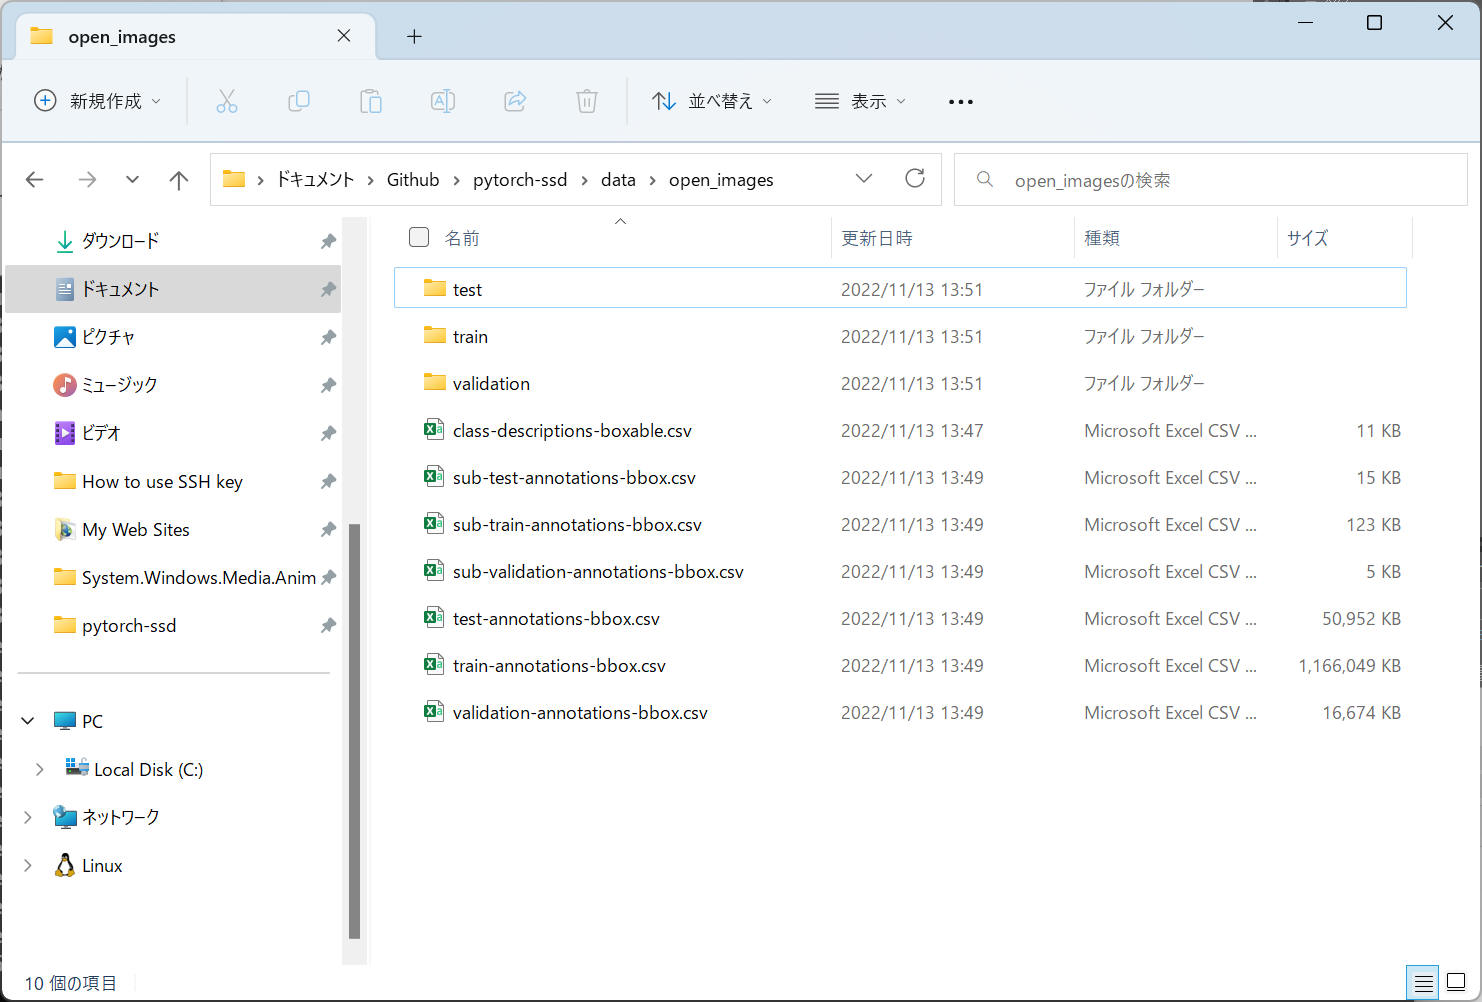 open_images
新規作成
並べ替え
表示
ドキュメント > Github > pytorch-ssd > data > open_images
open_imagesの検索
ダウンロード
ドキュメント
ピクチャ
ミュージック
ビデオ
How to use SSH key
My Web Sites
System.Windows.Media.Anim
pytorch-ssd
PC
Local Disk (C:)
ネットワーク
Linux
名前 更新日時 種類 サイズ
test 2022/11/13 13:51 ファイル フォルダー
train 2022/11/13 13:51 ファイル フォルダー
validation 2022/11/13 13:51 ファイル フォルダー
class-descriptions-boxable.csv 2022/11/13 13:47 Microsoft Excel CSV ... 11 KB
sub-test-annotations-bbox.csv 2022/11/13 13:49 Microsoft Excel CSV ... 15 KB
sub-train-annotations-bbox.csv 2022/11/13 13:49 Microsoft Excel CSV ... 123 KB
sub-validation-annotations-bbox.csv 2022/11/13 13:49 Microsoft Excel CSV ... 5 KB
test-annotations-bbox.csv 2022/11/13 13:49 Microsoft Excel CSV ... 50,952 KB
train-annotations-bbox.csv 2022/11/13 13:49 Microsoft Excel CSV ... 1,166,049 KB
validation-annotations-bbox.csv 2022/11/13 13:49 Microsoft Excel CSV ... 16,674 KB
10 個の項目